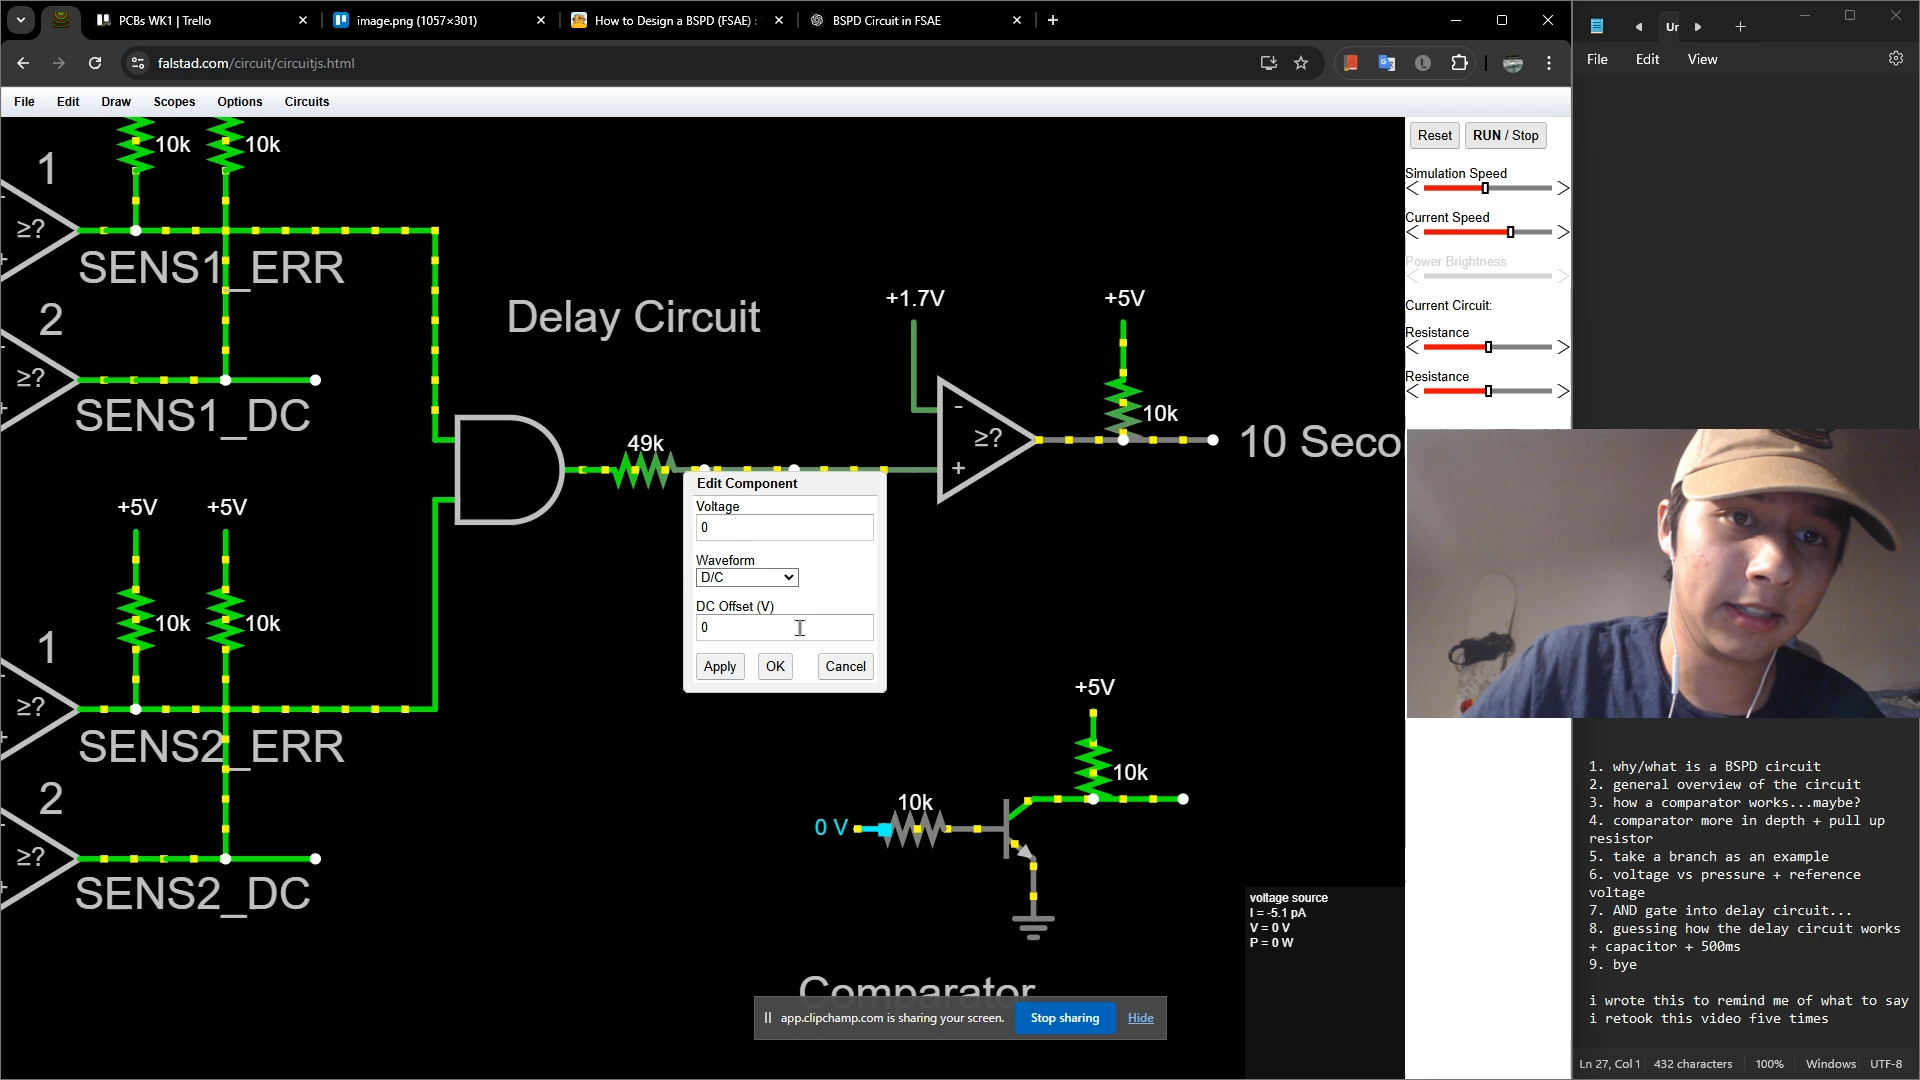 PCBs WK1 | Trello
image.png (1057×301)
How to Design a BSPD (FSAE) :
BSPD Circuit in FSAE
falstad.com/circuit/circuitjs.html
File
Edit
Draw
Scopes
Options
Circuits
10k
10k
1
≥?
SENS1_ERR
2
≥?
SENS1_DC
+5V
+5V
10k
10k
1
≥?
SENS2_ERR
2
≥?
SENS2_DC
Delay Circuit
49k
+1.7V
+5V
10k
-
≥?
+
10 Seco
Edit Component
Voltage
0
Waveform
D/C
DC Offset (V)
0
Apply
OK
Cancel
+5V
10k
10k
0 V
Comparator
voltage source
I = -5.1 pA
V = 0 V
P = 0 W
app.clipchamp.com is sharing your screen.
Stop sharing
Hide
Reset
RUN / Stop
Simulation Speed
Current Speed
Power Brightness
Current Circuit:
Resistance
Resistance
Ur
File
Edit
View
1. why/what is a BSPD circuit
2. general overview of the circuit
3. how a comparator works...maybe?
4. comparator more in depth + pull up
resistor
5. take a branch as an example
6. voltage vs pressure + reference
voltage
7. AND gate into delay circuit...
8. guessing how the delay circuit works
+ capacitor + 500ms
9. bye
i wrote this to remind me of what to say
i retook this video five times
Ln 27, Col 1
432 characters
100%
Windows
UTF-8